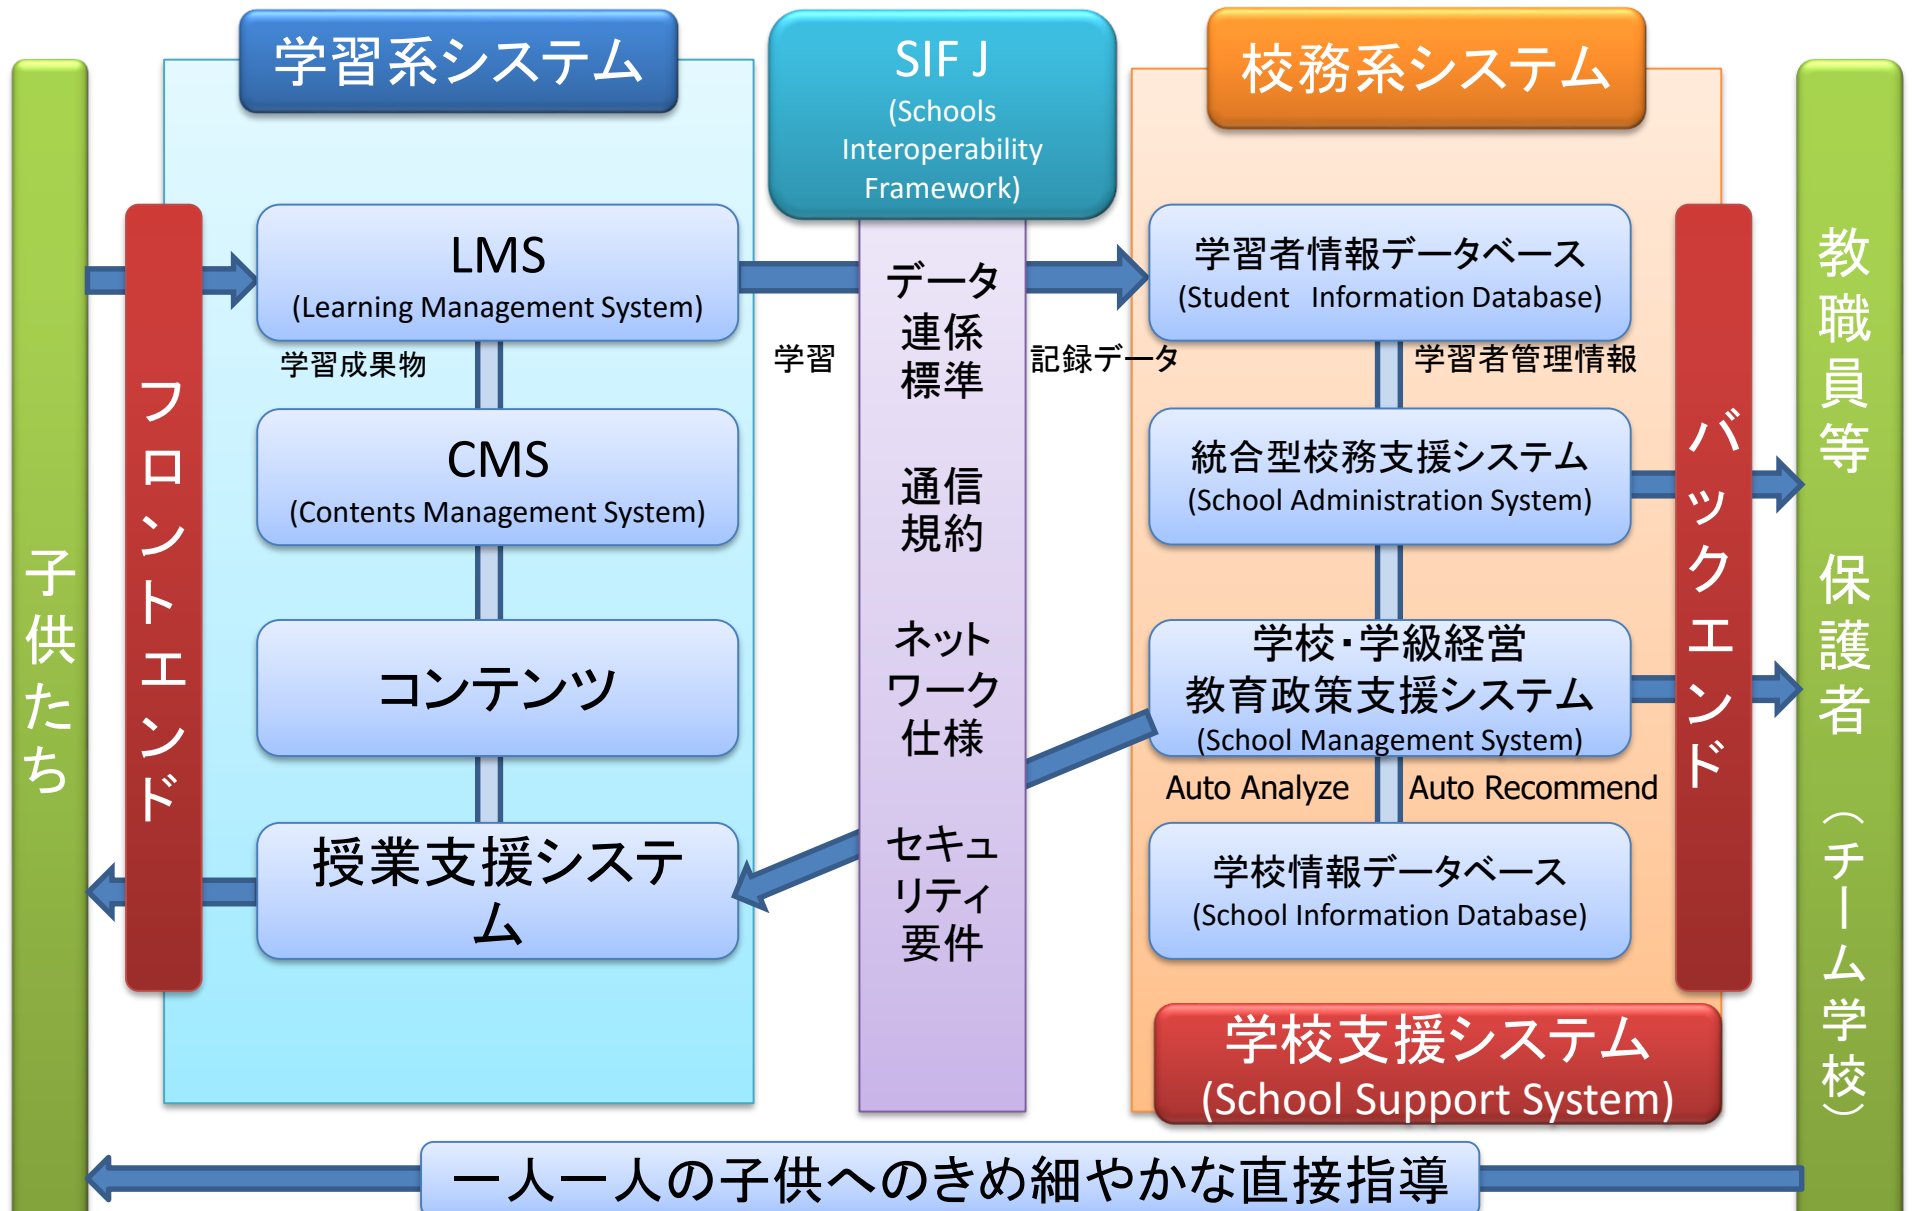 学習系システム
SIF J
(Schools
Interoperability
Framework)
校務系システム
子供たち
フロントエンド
LMS
(Learning Management System)
学習成果物
CMS
(Contents Management System)
コンテンツ
授業支援システ
ム
学習
データ
連係
標準
通信
規約
ネット
ワーク
仕様
セキュ
リティ
要件
記録データ
学習者情報データベース
(Student Information Database)
学習者管理情報
統合型校務支援システム
(School Administration System)
学校・学級経営
教育政策支援システム
(School Management System)
Auto Analyze
Auto Recommend
学校情報データベース
(School Information Database)
学校支援システム
(School Support System)
バックエンド
教職員等 保護者 (チーム学校)
一人一人の子供へのきめ細やかな直接指導